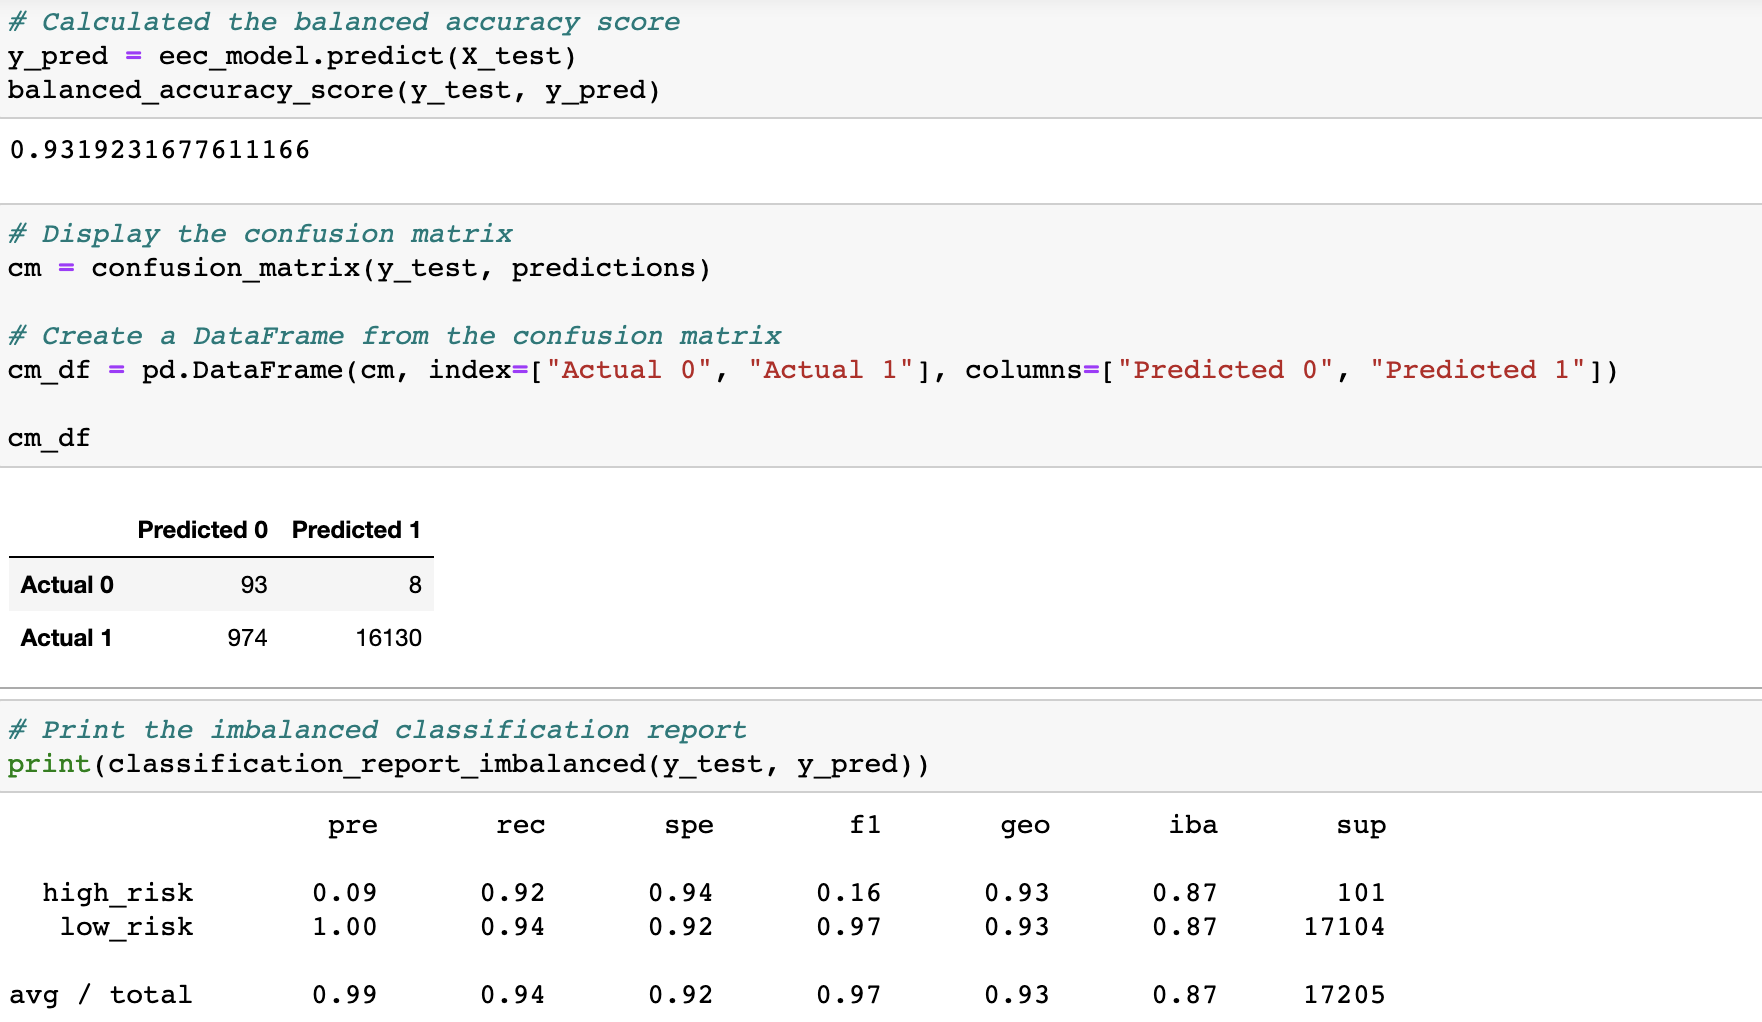 # Calculated the balanced accuracy score
y_pred = eec_model.predict(X_test)
balanced_accuracy_score(y_test, y_pred)
0.9319231677611166
# Display the confusion matrix
cm = confusion_matrix(y_test, predictions)
# Create a DataFrame from the confusion matrix
cm_df = pd.DataFrame(cm, index=["Actual 0", "Actual 1"], columns=["Predicted 0", "Predicted 1"])
cm_df
Predicted 0 Predicted 1
Actual 0 93 8
Actual 1 974 16130
# Print the imbalanced classification report
print(classification_report_imbalanced(y_test, y_pred))
pre rec spe f1 geo iba sup
high_risk 0.09 0.92 0.94 0.16 0.93 0.87 101
low_risk 1.00 0.94 0.92 0.97 0.93 0.87 17104
avg / total 0.99 0.94 0.92 0.97 0.93 0.87 17205